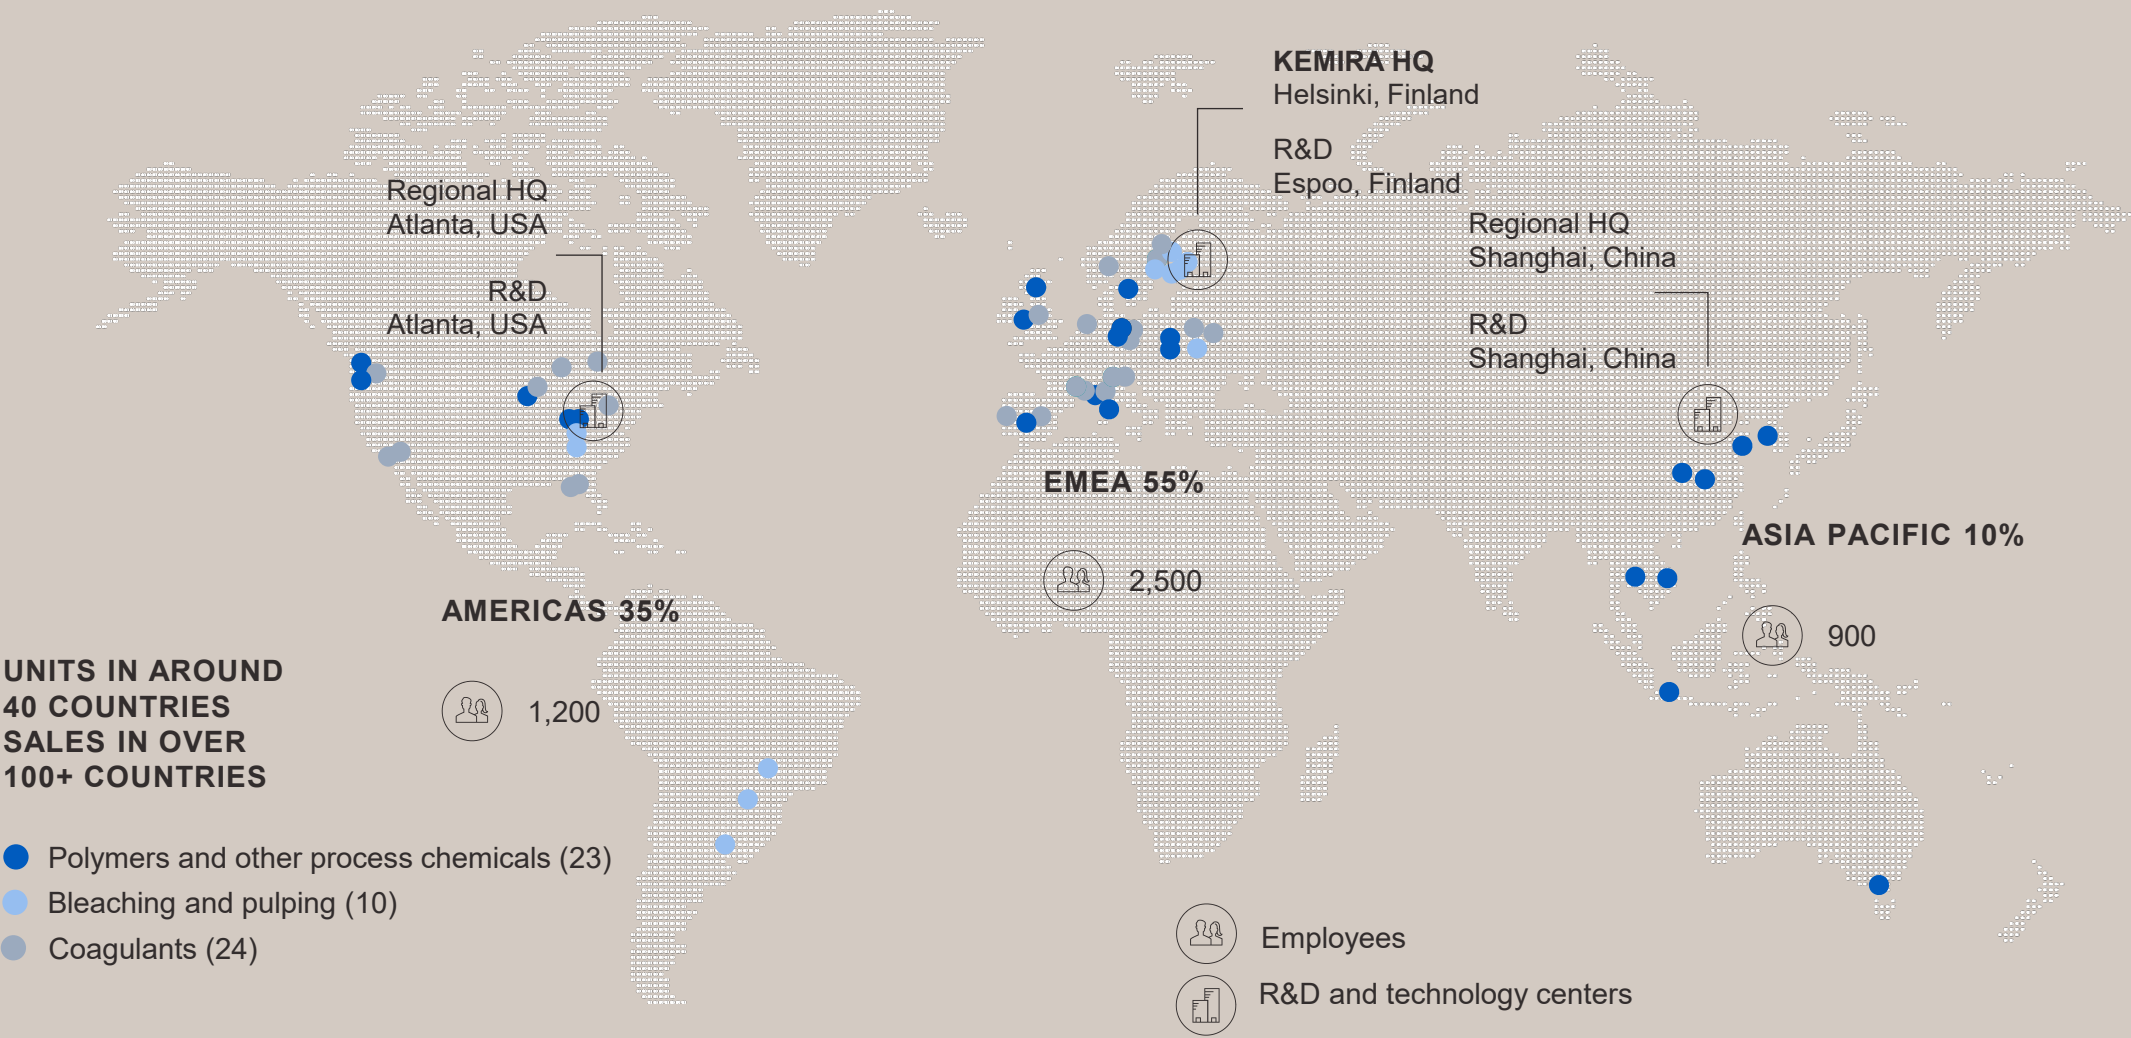 KEMIRA HQ
Helsinki, Finland
R&D
Espoo, Finland
Regional HQ
Atlanta, USA
R&D
Atlanta, USA
Regional HQ
Shanghai, China
R&D
Shanghai, China
EMEA 55%
2,500
ASIA PACIFIC 10%
900
AMERICAS 35%
1,200
UNITS IN AROUND
40 COUNTRIES
SALES IN OVER
100+ COUNTRIES
Polymers and other process chemicals (23)
Bleaching and pulping (10)
Coagulants (24)
Employees
R&D and technology centers